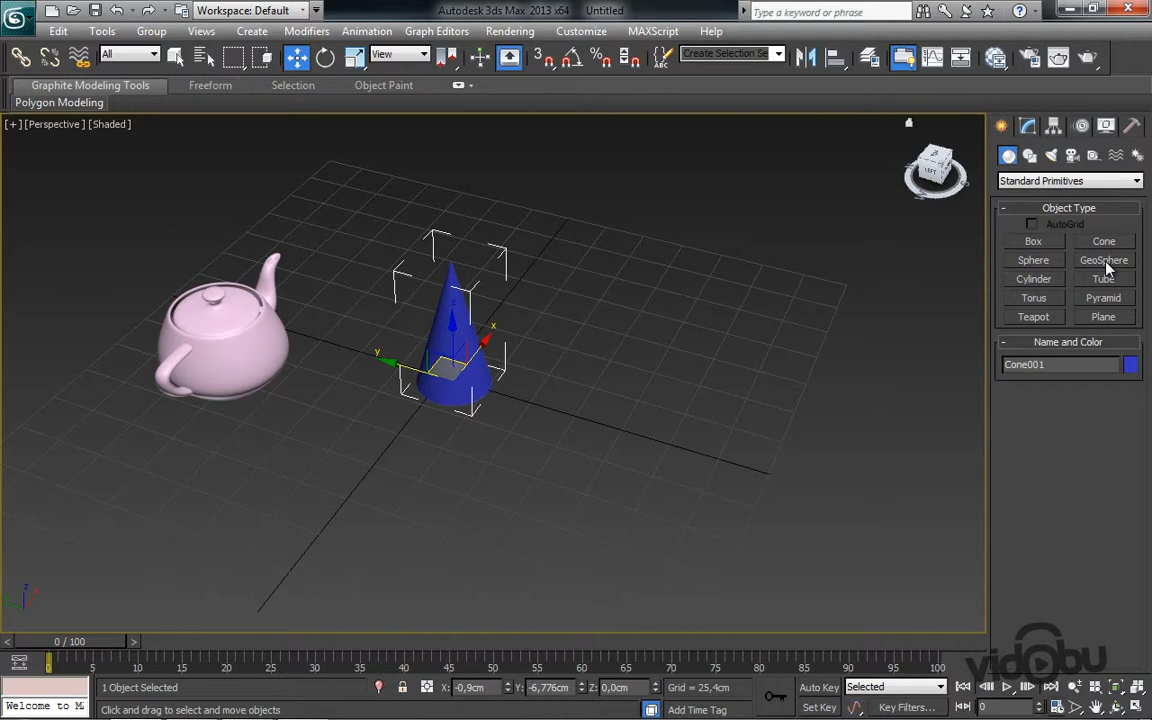 Workspace: Default
Autodesk 3ds Max 2013 x64 Untitled
Type a keyword or phrase
Edit Tools Group Views Create Modifiers Animation Graph Editors Rendering Customize MAXScript Help
All
View
3
Create Selection Se
Graphite Modeling Tools Freeform Selection Object Paint
Polygon Modeling
[+] [Perspective] [Shaded]
Standard Primitives
- Object Type
AutoGrid
Box Cone
Sphere GeoSphere
Cylinder Tube
Torus Pyramid
Teapot Plane
- Name and Color
Cone001
z
x
y
z
< 0 / 100 >
0 5 10 15 20 25 30 35 40 45 50 55 60 65 70 75 80 85 90 95 100
vidobu
1 Object Selected X: -0,9cm Y: -6,776cm Z: 0,0cm Grid = 25,4cm Auto Key Selected
Welcome to MA Click and drag to select and move objects Add Time Tag Set Key Key Filters... 0